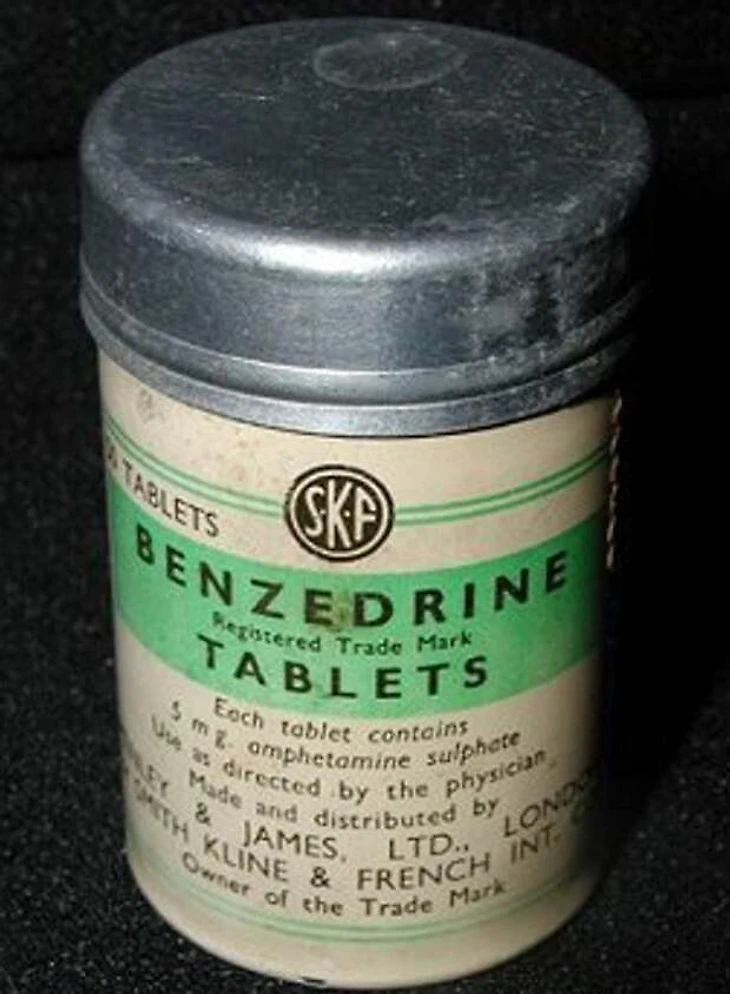 TABLETS
S·K·F
BENZEDRINE
Registered Trade Mark
TABLETS
Each tablet contains
5 mg. amphetamine sulphate
Use as directed by the physician
Made and distributed by
& JAMES, LTD., LONDON
SMITH KLINE & FRENCH INT.
Owner of the Trade Mark